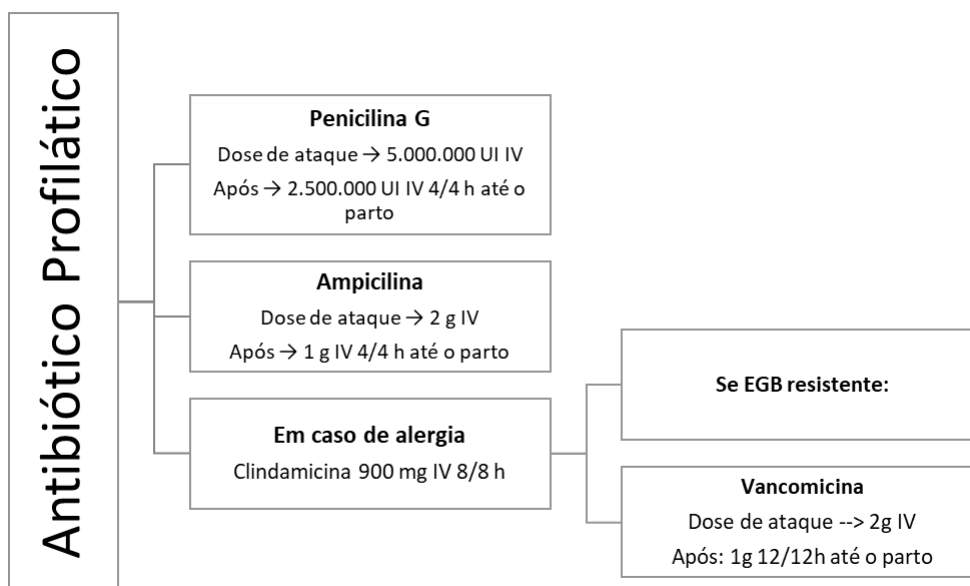 Antibiótico Profilático
Penicilina G
Dose de ataque → 5.000.000 UI IV
Após → 2.500.000 UI IV 4/4 h até o
parto
Ampicilina
Dose de ataque → 2 g IV
Após → 1 g IV 4/4 h até o parto
Em caso de alergia
Clindamicina 900 mg IV 8/8 h
Se EGB resistente:
Vancomicina
Dose de ataque --> 2g IV
Após: 1g 12/12h até o parto